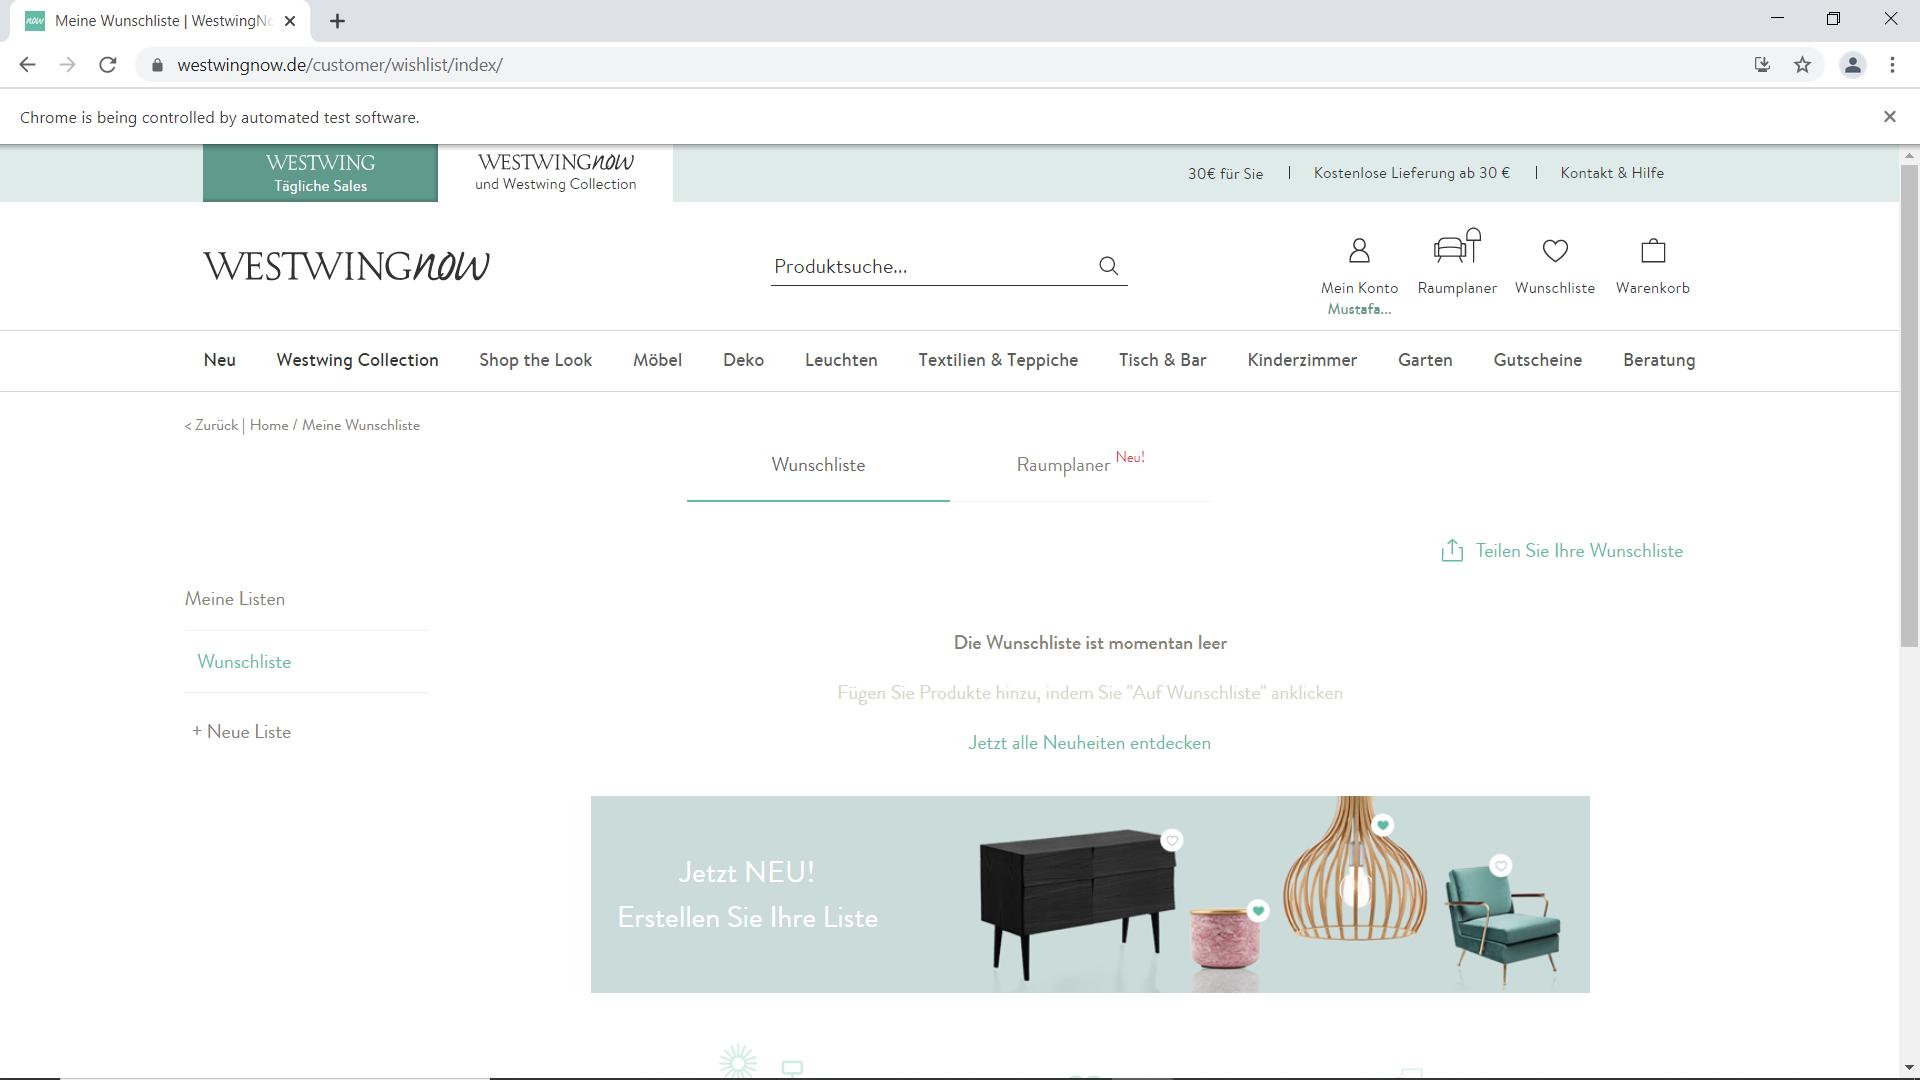 now Meine Wunschliste | WestwingNo
westwingnow.de/customer/wishlist/index/
Chrome is being controlled by automated test software.
WESTWING
Tägliche Sales
WESTWINGnow
und Westwing Collection
30€ für Sie | Kostenlose Lieferung ab 30 € | Kontakt & Hilfe
WESTWINGnow
Produktsuche...
Mein Konto
Mustafa...
Raumplaner
Wunschliste
Warenkorb
Neu Westwing Collection Shop the Look Möbel Deko Leuchten Textilien & Teppiche Tisch & Bar Kinderzimmer Garten Gutscheine Beratung
< Zurück | Home / Meine Wunschliste
Wunschliste Raumplaner Neu!
Teilen Sie Ihre Wunschliste
Meine Listen
Wunschliste
+ Neue Liste
Die Wunschliste ist momentan leer
Fügen Sie Produkte hinzu, indem Sie "Auf Wunschliste" anklicken
Jetzt alle Neuheiten entdecken
Jetzt NEU!
Erstellen Sie Ihre Liste